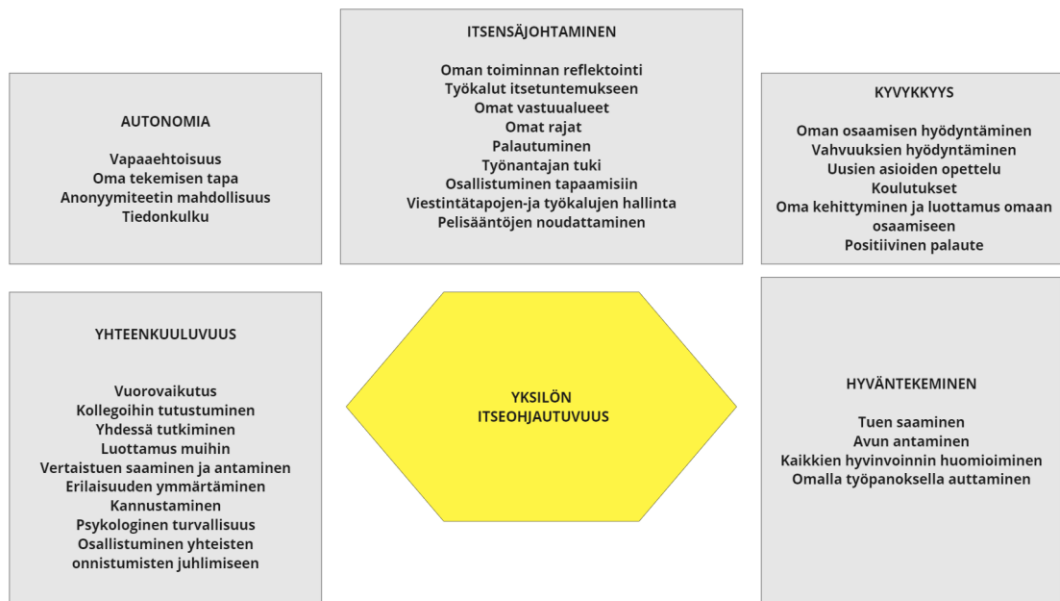 ITSENSÄJOHTAMINEN
Oman toiminnan reflektointi
Työkalut itsetuntemukseen
Omat vastuualueet
Omat rajat
Palautuminen
Työnantajan tuki
Osallistuminen tapaamisiin
Viestintätapojen-ja työkalujen hallinta
Pelisääntöjen noudattaminen
AUTONOMIA
Vapaaehtoisuus
Oma tekemisen tapa
Anonyymiteetin mahdollisuus
Tiedonkulku
KYVYKKYYS
Oman osaamisen hyödyntäminen
Vahvuuksien hyödyntäminen
Uusien asioiden opettelu
Koulutukset
Oma kehittyminen ja luottamus omaan
osaamiseen
Positiivinen palaute
YHTEENKUULUVUUS
Vuorovaikutus
Kollegoihin tutustuminen
Yhdessä tutkiminen
Luottamus muihin
Vertaistuen saaminen ja antaminen
Erilaisuuden ymmärtäminen
Kannustaminen
Psykologinen turvallisuus
Osallistuminen yhteisten
onnistumisten juhlimiseen
YKSILÖN
ITSEOHJAUTUVUUS
HYVÄNTEKEMINEN
Tuen saaminen
Avun antaminen
Kaikkien hyvinvoinnin huomioiminen
Omalla työpanoksella auttaminen